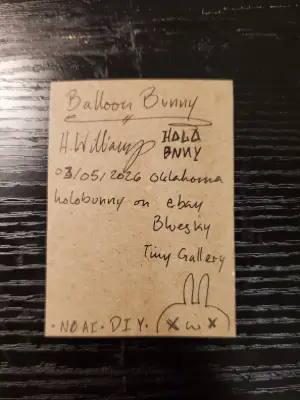 Balloon Bunny
H. Williams HOLO
BNNY
03/05/2026 Oklahoma
holobunny on ebay
Bluesky
Tiny Gallery
· NO AI · DIY · x w x